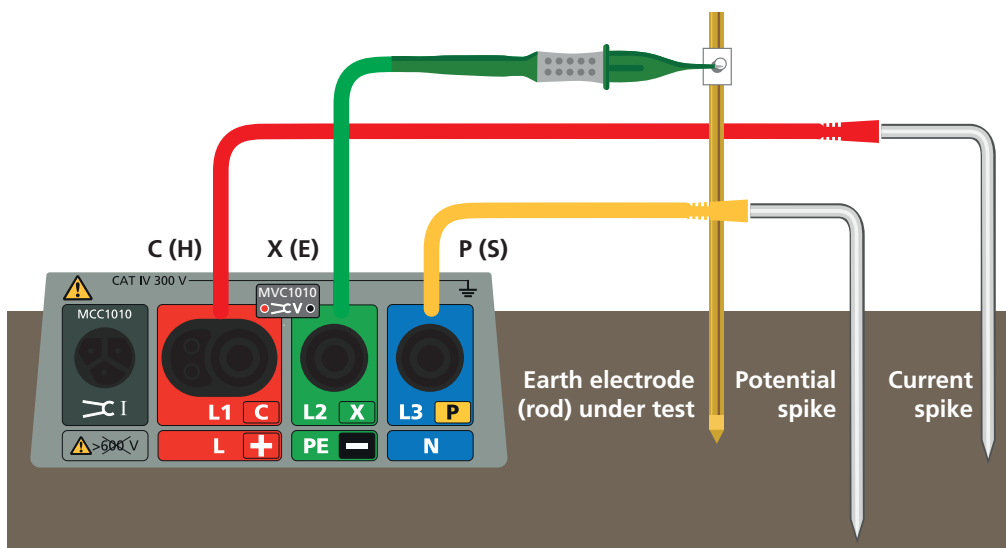 C (H)
X (E)
P (S)
CAT IV 300 V
MCC1010
MVC1010
V
I
L1 C
L2 X
L3 P
>600 V
L +
PE −
N
Earth electrode
(rod) under test
Potential
spike
Current
spike